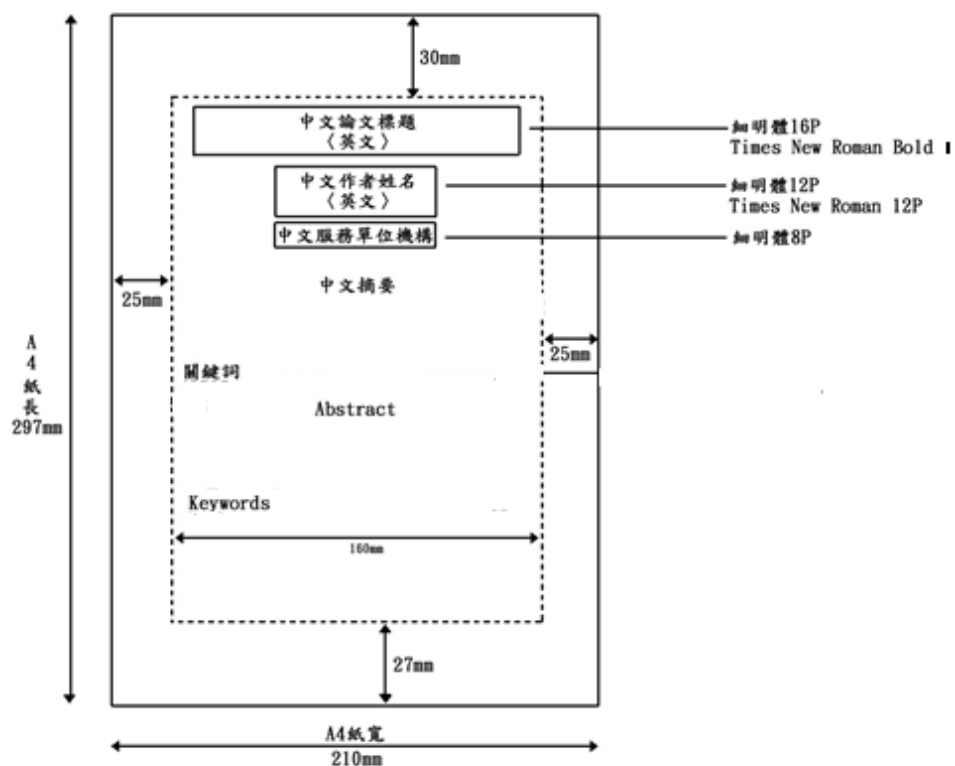 30mm
中文論文標題
〈英文〉
細明體16P
Times New Roman Bold
中文作者姓名
〈英文〉
細明體12P
Times New Roman 12P
中文服務單位機構
細明體8P
中文摘要
25mm
25mm
A4紙長
297mm
關鍵詞
Abstract
Keywords
160mm
27mm
A4紙寬
210mm